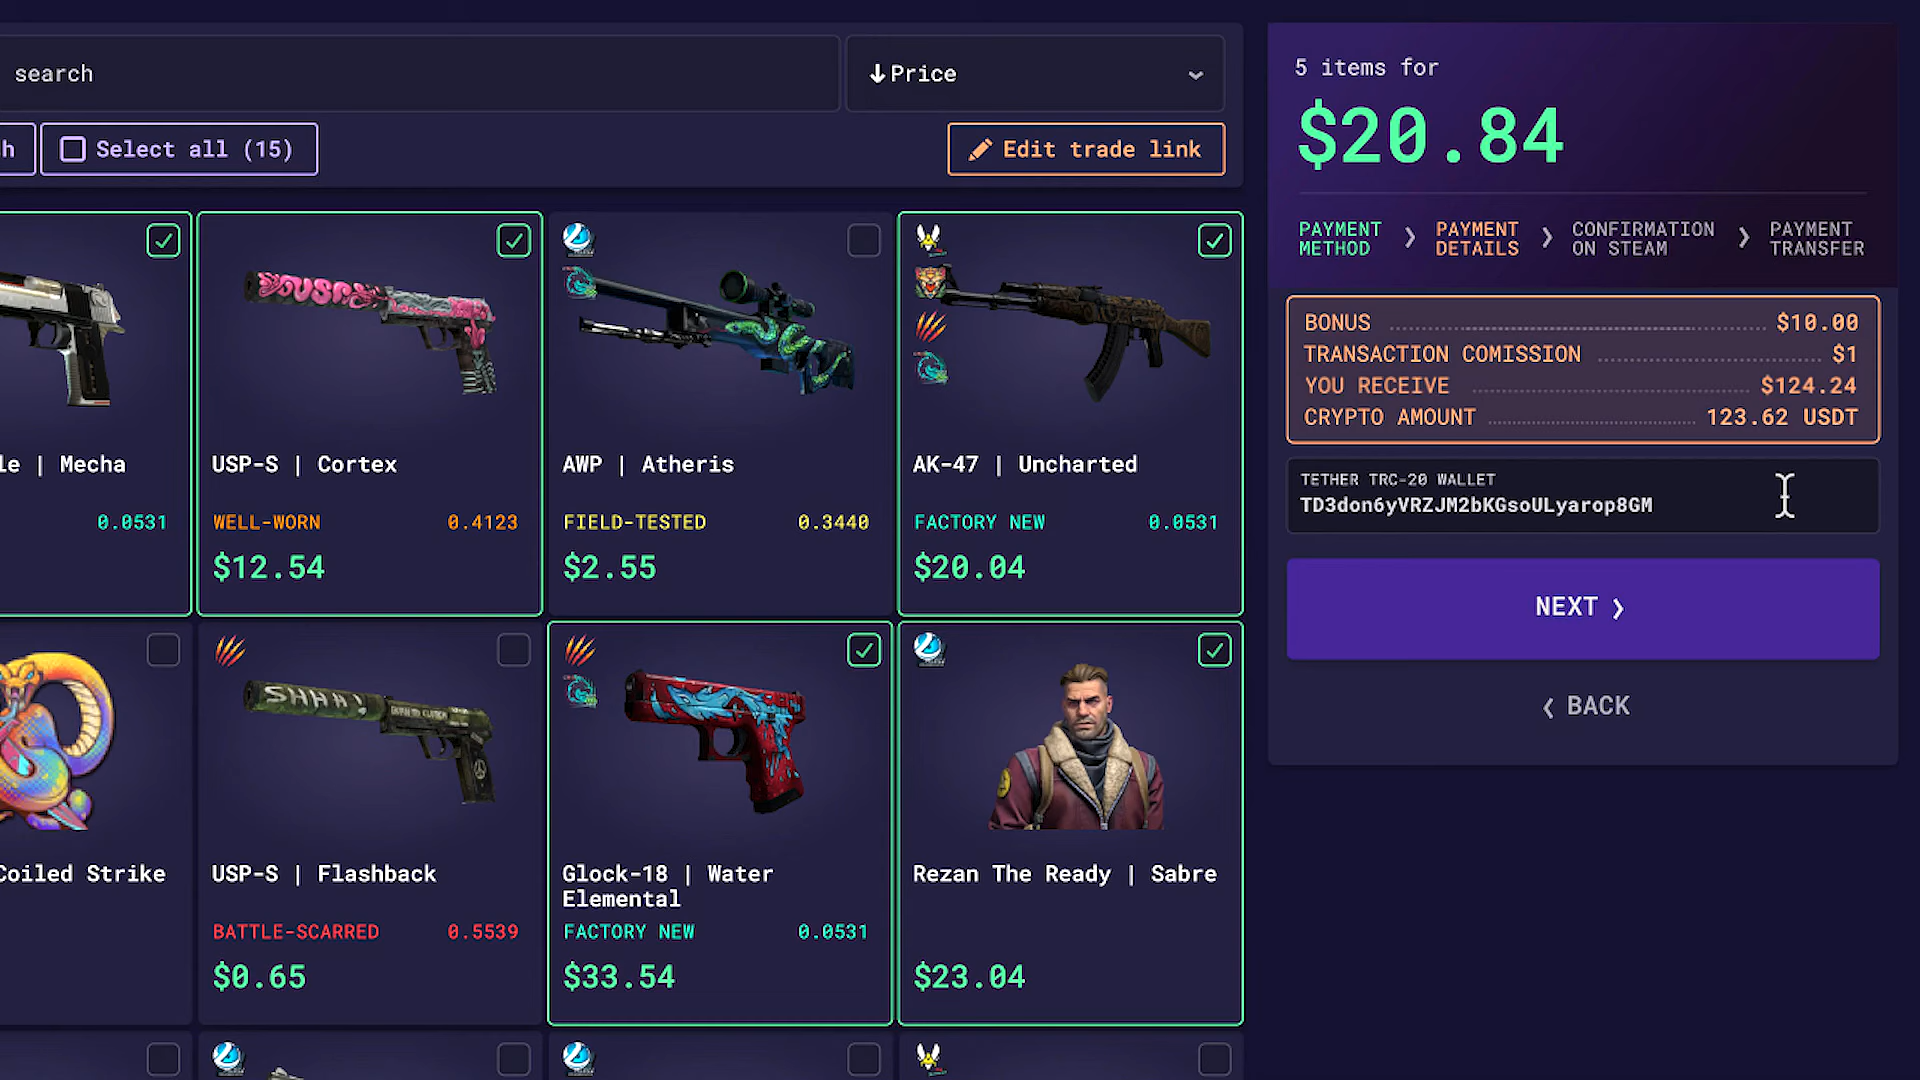 search
↓Price
h
Select all (15)
Edit trade link
le | Mecha
0.0531
USP-S | Cortex
WELL-WORN 0.4123
$12.54
AWP | Atheris
FIELD-TESTED 0.3440
$2.55
AK-47 | Uncharted
FACTORY NEW 0.0531
$20.04
Coiled Strike
SHHH!
USP-S | Flashback
BATTLE-SCARRED 0.5539
$0.65
Glock-18 | Water
Elemental
FACTORY NEW 0.0531
$33.54
Rezan The Ready | Sabre
$23.04
5 items for
$20.84
PAYMENT
METHOD
PAYMENT
DETAILS
CONFIRMATION
ON STEAM
PAYMENT
TRANSFER
BONUS $10.00
TRANSACTION COMISSION $1
YOU RECEIVE $124.24
CRYPTO AMOUNT 123.62 USDT
TETHER TRC-20 WALLET
TD3don6yVRZJM2bKGsoULyarop8GM
NEXT
BACK